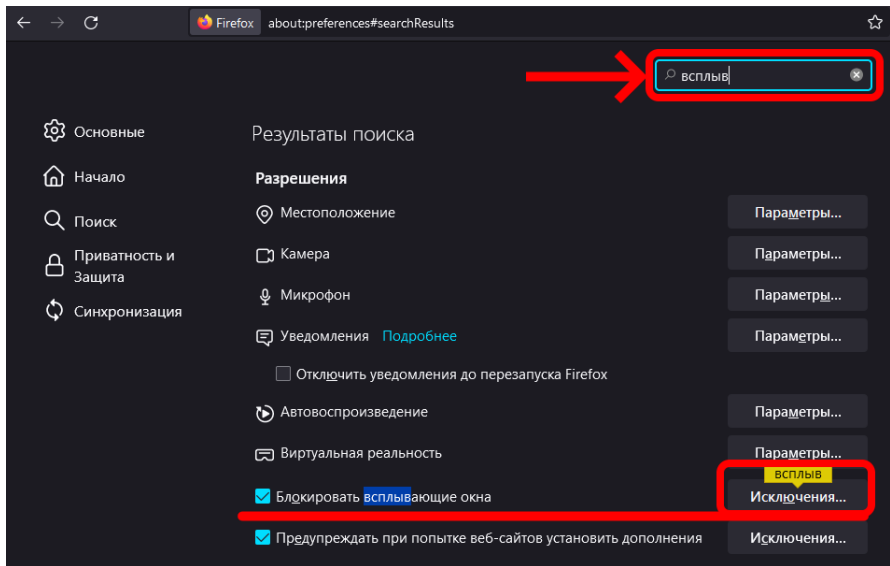 Firefox about:preferences#searchResults
всплыв
Основные
Начало
Поиск
Приватность и
Защита
Синхронизация
Результаты поиска
Разрешения
Местоположение Параметры...
Камера Параметры...
Микрофон Параметры...
Уведомления Подробнее Параметры...
Отключить уведомления до перезапуска Firefox
Автовоспроизведение Параметры...
Виртуальная реальность Параметры...
всплыв
Блокировать всплывающие окна Исключения...
Предупреждать при попытке веб-сайтов установить дополнения Исключения...